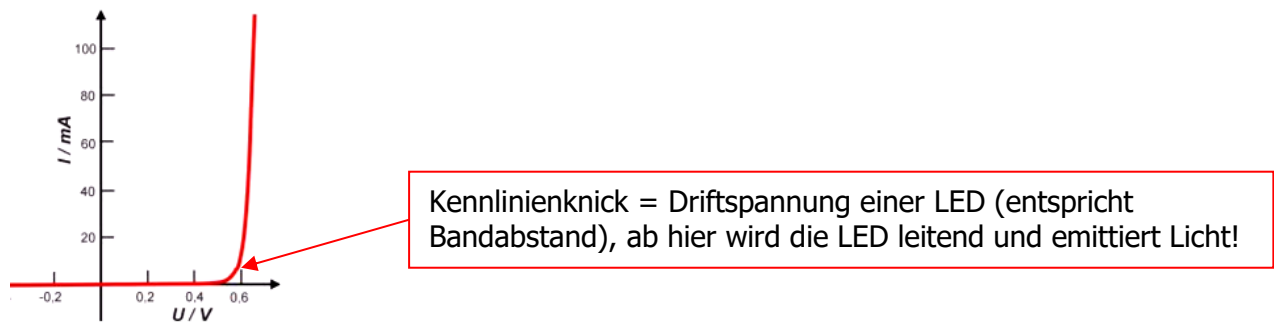 100
80
60
40
20
I / mA
-0,2
0,2
0,4
0,6
U / V
Kennlinienknick = Driftspannung einer LED (entspricht
Bandabstand), ab hier wird die LED leitend und emittiert Licht!